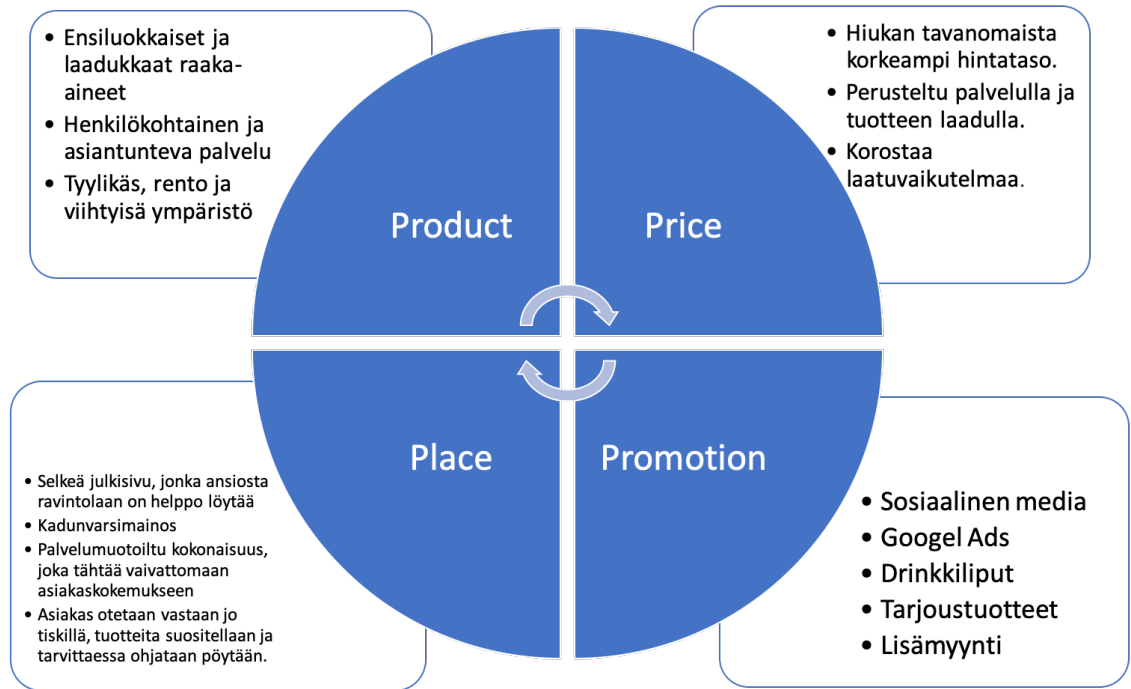 • Ensiluokkaiset ja
laadukkaat raaka-
aineet
• Henkilökohtainen ja
asiantunteva palvelu
• Tyylikäs, rento ja
viihtyisä ympäristö
Product
• Hiukan tavanomaista
korkeampi hintataso.
• Perusteltu palvelulla ja
tuotteen laadulla.
• Korostaa
laatuvaikutelmaa.
Price
• Selkeä julkisivu, jonka ansiosta
ravintolaan on helppo löytää
• Kadunvarsimainos
• Palvelumuotoiltu kokonaisuus,
joka tähtää vaivattomaan
asiakaskokemukseen
• Asiakas otetaan vastaan jo
tiskillä, tuotteita suositellaan ja
tarvittaessa ohjataan pöytään.
Place
Promotion
• Sosiaalinen media
• Googel Ads
• Drinkkiliput
• Tarjoustuotteet
• Lisämyynti